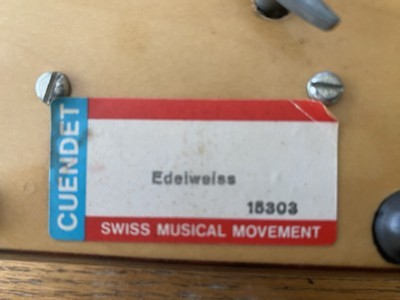 CUENDET
Edelweiss
15303
SWISS MUSICAL MOVEMENT